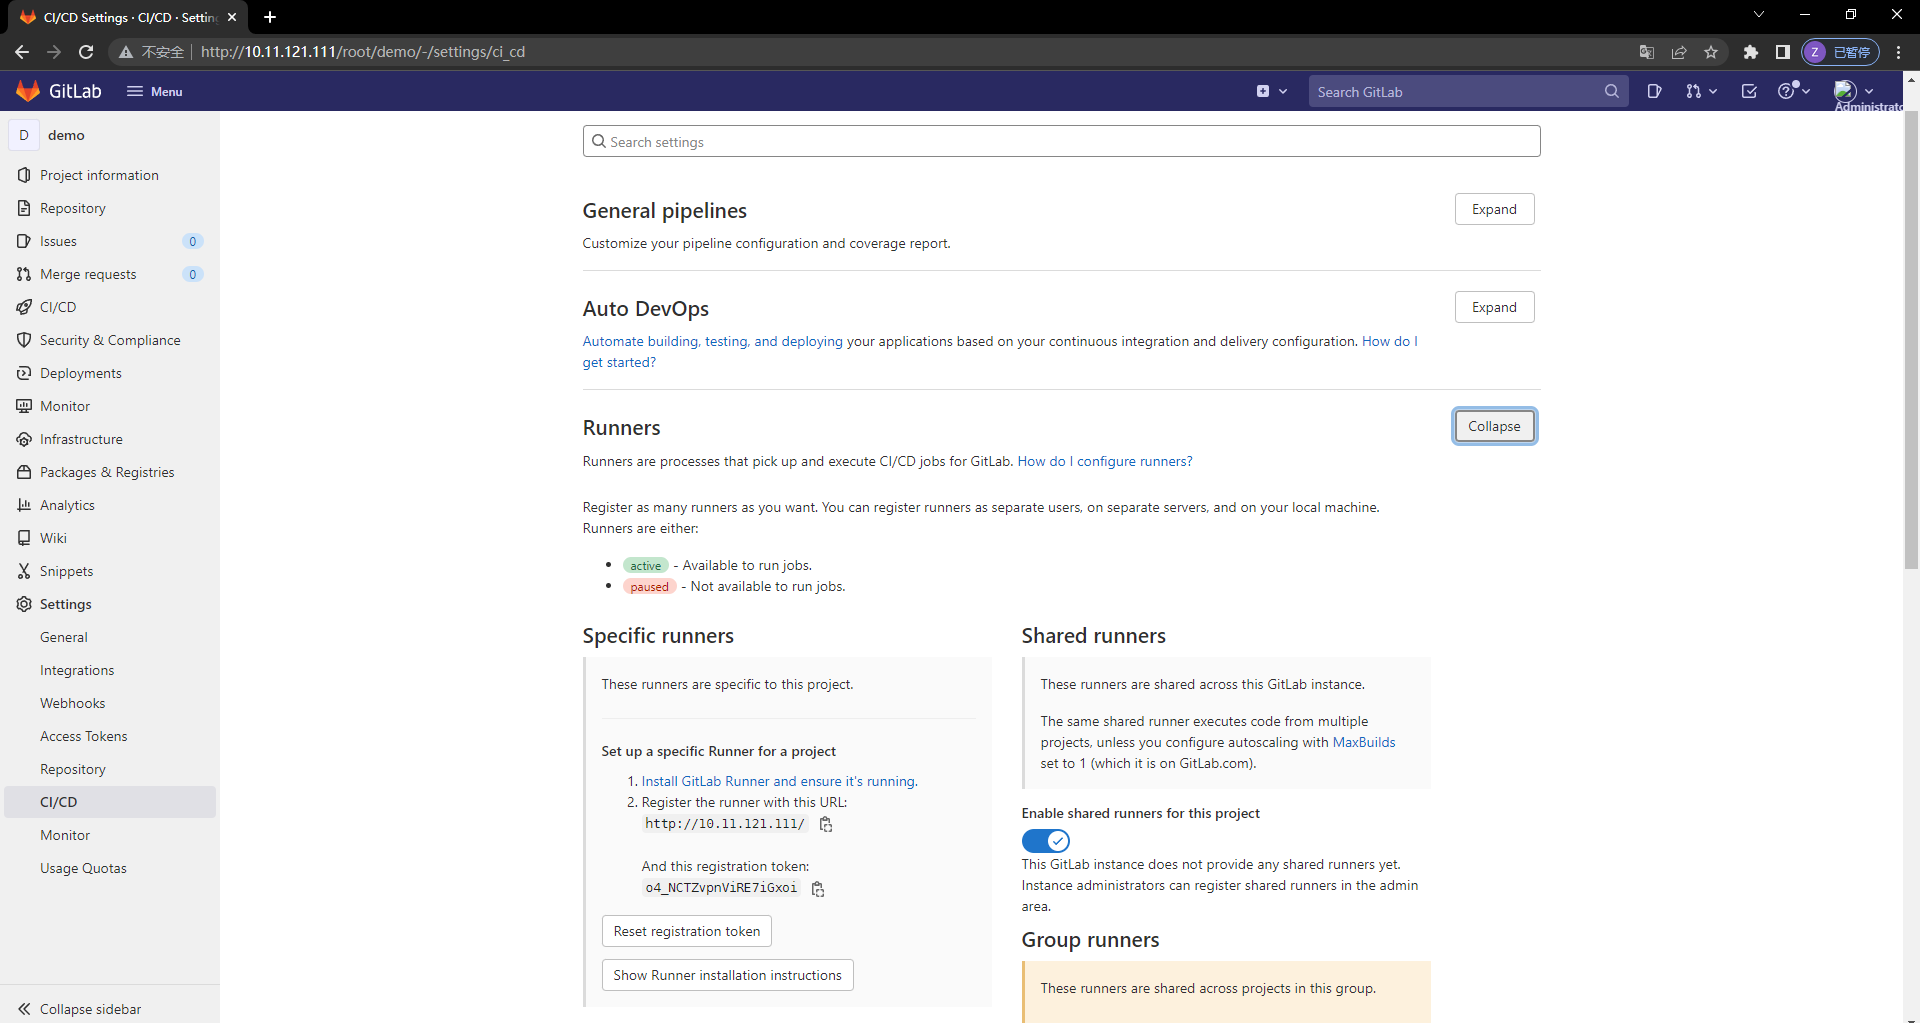 CI/CD Settings · CI/CD · Settin
不安全
http://10.11.121.111/root/demo/-/settings/ci_cd
Z 已暂停
GitLab
Menu
Search GitLab
Administrato
D demo
Project information
Repository
Issues 0
Merge requests 0
CI/CD
Security & Compliance
Deployments
Monitor
Infrastructure
Packages & Registries
Analytics
Wiki
Snippets
Settings
General
Integrations
Webhooks
Access Tokens
Repository
CI/CD
Monitor
Usage Quotas
Collapse sidebar
Search settings
General pipelines
Expand
Customize your pipeline configuration and coverage report.
Auto DevOps
Expand
Automate building, testing, and deploying your applications based on your continuous integration and delivery configuration. How do I
get started?
Runners
Collapse
Runners are processes that pick up and execute CI/CD jobs for GitLab. How do I configure runners?
Register as many runners as you want. You can register runners as separate users, on separate servers, and on your local machine.
Runners are either:
active - Available to run jobs.
paused - Not available to run jobs.
Specific runners
These runners are specific to this project.
Set up a specific Runner for a project
1. Install GitLab Runner and ensure it's running.
2. Register the runner with this URL:
http://10.11.121.111/
And this registration token:
o4_NCTZvpnViRE7iGxoi
Reset registration token
Show Runner installation instructions
Shared runners
These runners are shared across this GitLab instance.
The same shared runner executes code from multiple
projects, unless you configure autoscaling with MaxBuilds
set to 1 (which it is on GitLab.com).
Enable shared runners for this project
This GitLab instance does not provide any shared runners yet.
Instance administrators can register shared runners in the admin
area.
Group runners
These runners are shared across projects in this group.